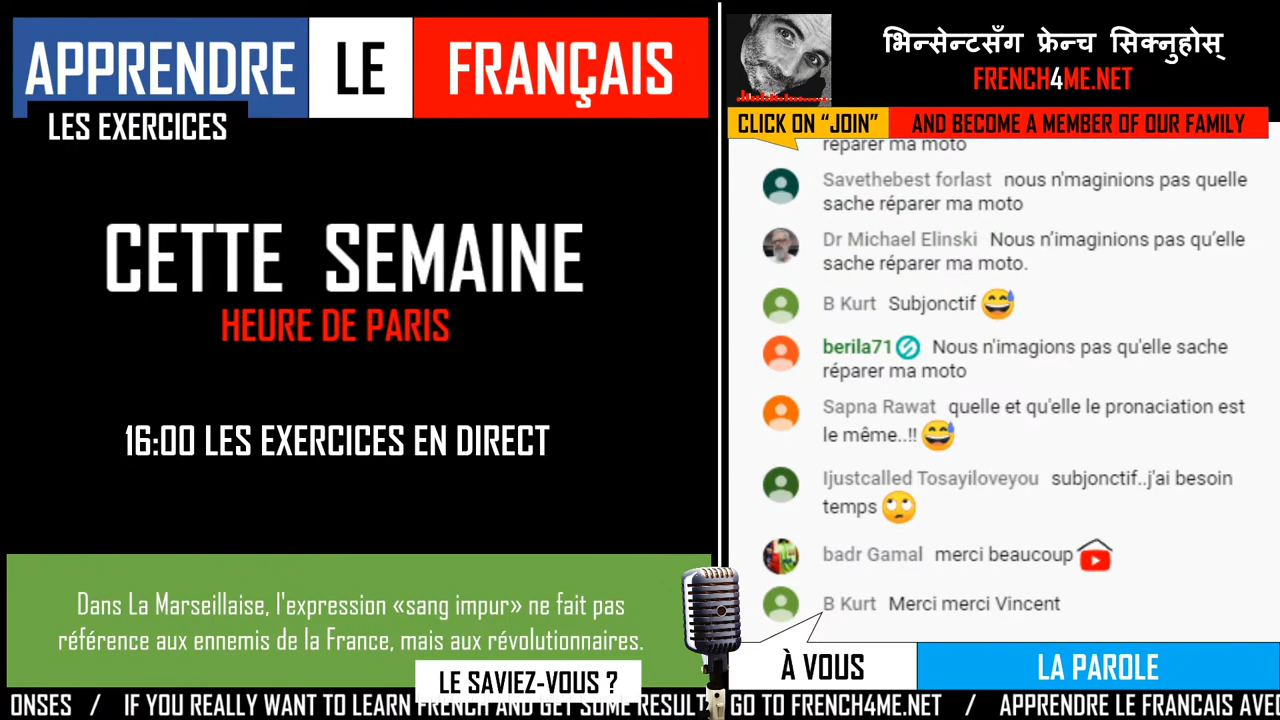 APPRENDRE LE FRANÇAIS
LES EXERCICES
CETTE SEMAINE
HEURE DE PARIS
16:00 LES EXERCICES EN DIRECT
Dans La Marseillaise, l'expression «sang impur» ne fait pas
référence aux ennemis de la France, mais aux révolutionnaires.
LE SAVIEZ-VOUS ?
भिन्सेन्टसँग फ्रेन्च सिक्नुहोस्
FRENCH4ME.NET
CLICK ON “JOIN” AND BECOME A MEMBER OF OUR FAMILY
réparer ma moto
Savethebest forlast nous n'maginions pas quelle
sache réparer ma moto
Dr Michael Elinski Nous n’imaginions pas qu’elle
sache réparer ma moto.
B Kurt Subjonctif 😅
berila71 Nous n'imagions pas qu'elle sache
réparer ma moto
Sapna Rawat quelle et qu'elle le pronaciation est
le même..!! 😅
Ijustcalled Tosayiloveyou subjonctif..j'ai besoin
temps 🙄
badr Gamal merci beaucoup
B Kurt Merci merci Vincent
À VOUS LA PAROLE
ONSES / IF YOU REALLY WANT TO LEARN FRENCH AND GET SOME RESULT GO TO FRENCH4ME.NET / APPRENDRE LE FRANCAIS AVEC